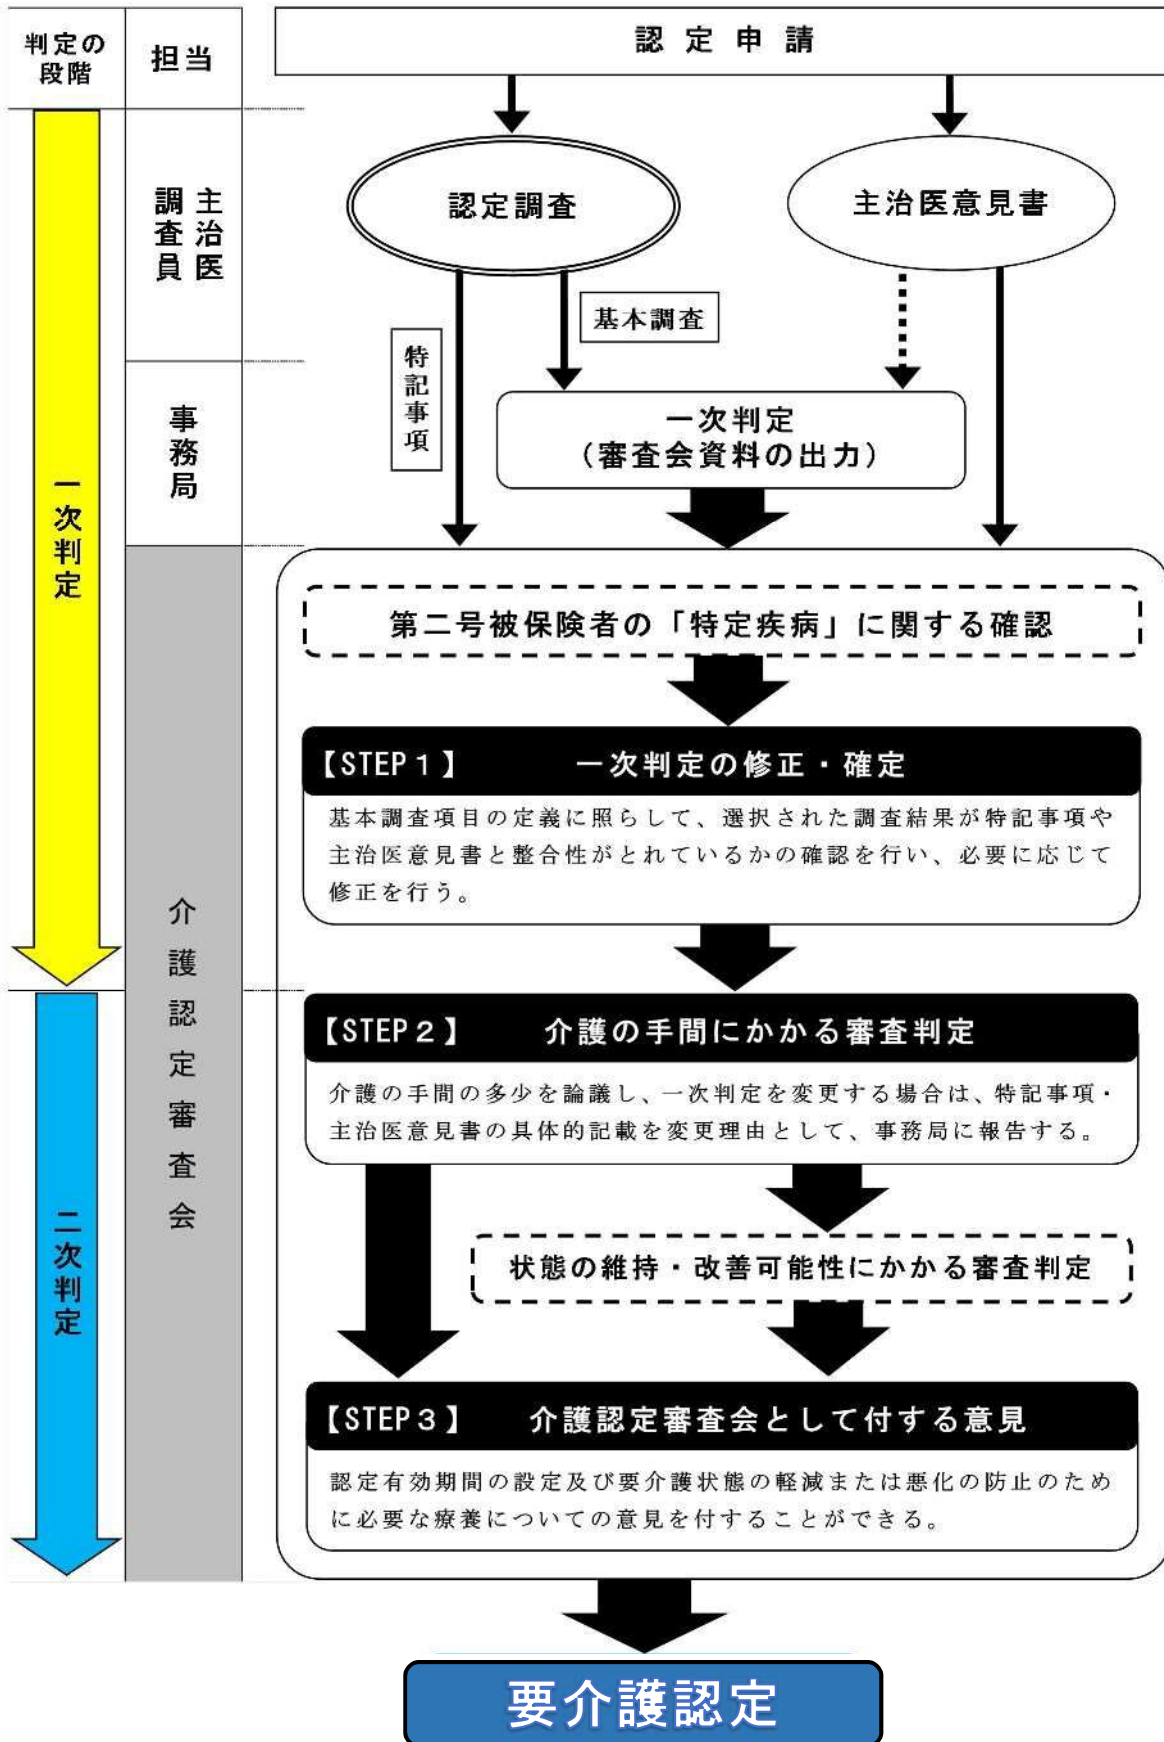 判定の
段階
担当
認定申請
主治医
調査員
認定調査
主治医意見書
基本調査
特記事項
事務局
一次判定
（審査会資料の出力）
一次判定
第二号被保険者の「特定疾病」に関する確認
【STEP１】 一次判定の修正・確定
基本調査項目の定義に照らして、選択された調査結果が特記事項や
主治医意見書と整合性がとれているかの確認を行い、必要に応じて
修正を行う。
介護認定審査会
【STEP２】 介護の手間にかかる審査判定
介護の手間の多少を論議し、一次判定を変更する場合は、特記事項・
主治医意見書の具体的記載を変更理由として、事務局に報告する。
二次判定
状態の維持・改善可能性にかかる審査判定
【STEP３】 介護認定審査会として付する意見
認定有効期間の設定及び要介護状態の軽減または悪化の防止のため
に必要な療養についての意見を付することができる。
要介護認定